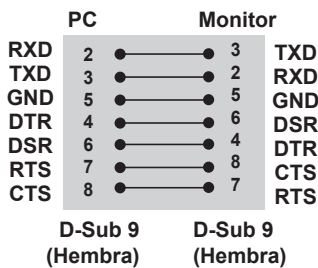 PC Monitor
RXD 2 3 TXD
TXD 3 2 RXD
GND 5 5 GND
DTR 4 6 DSR
DSR 6 4 DTR
RTS 7 8 CTS
CTS 8 7 RTS
D-Sub 9 D-Sub 9
(Hembra) (Hembra)